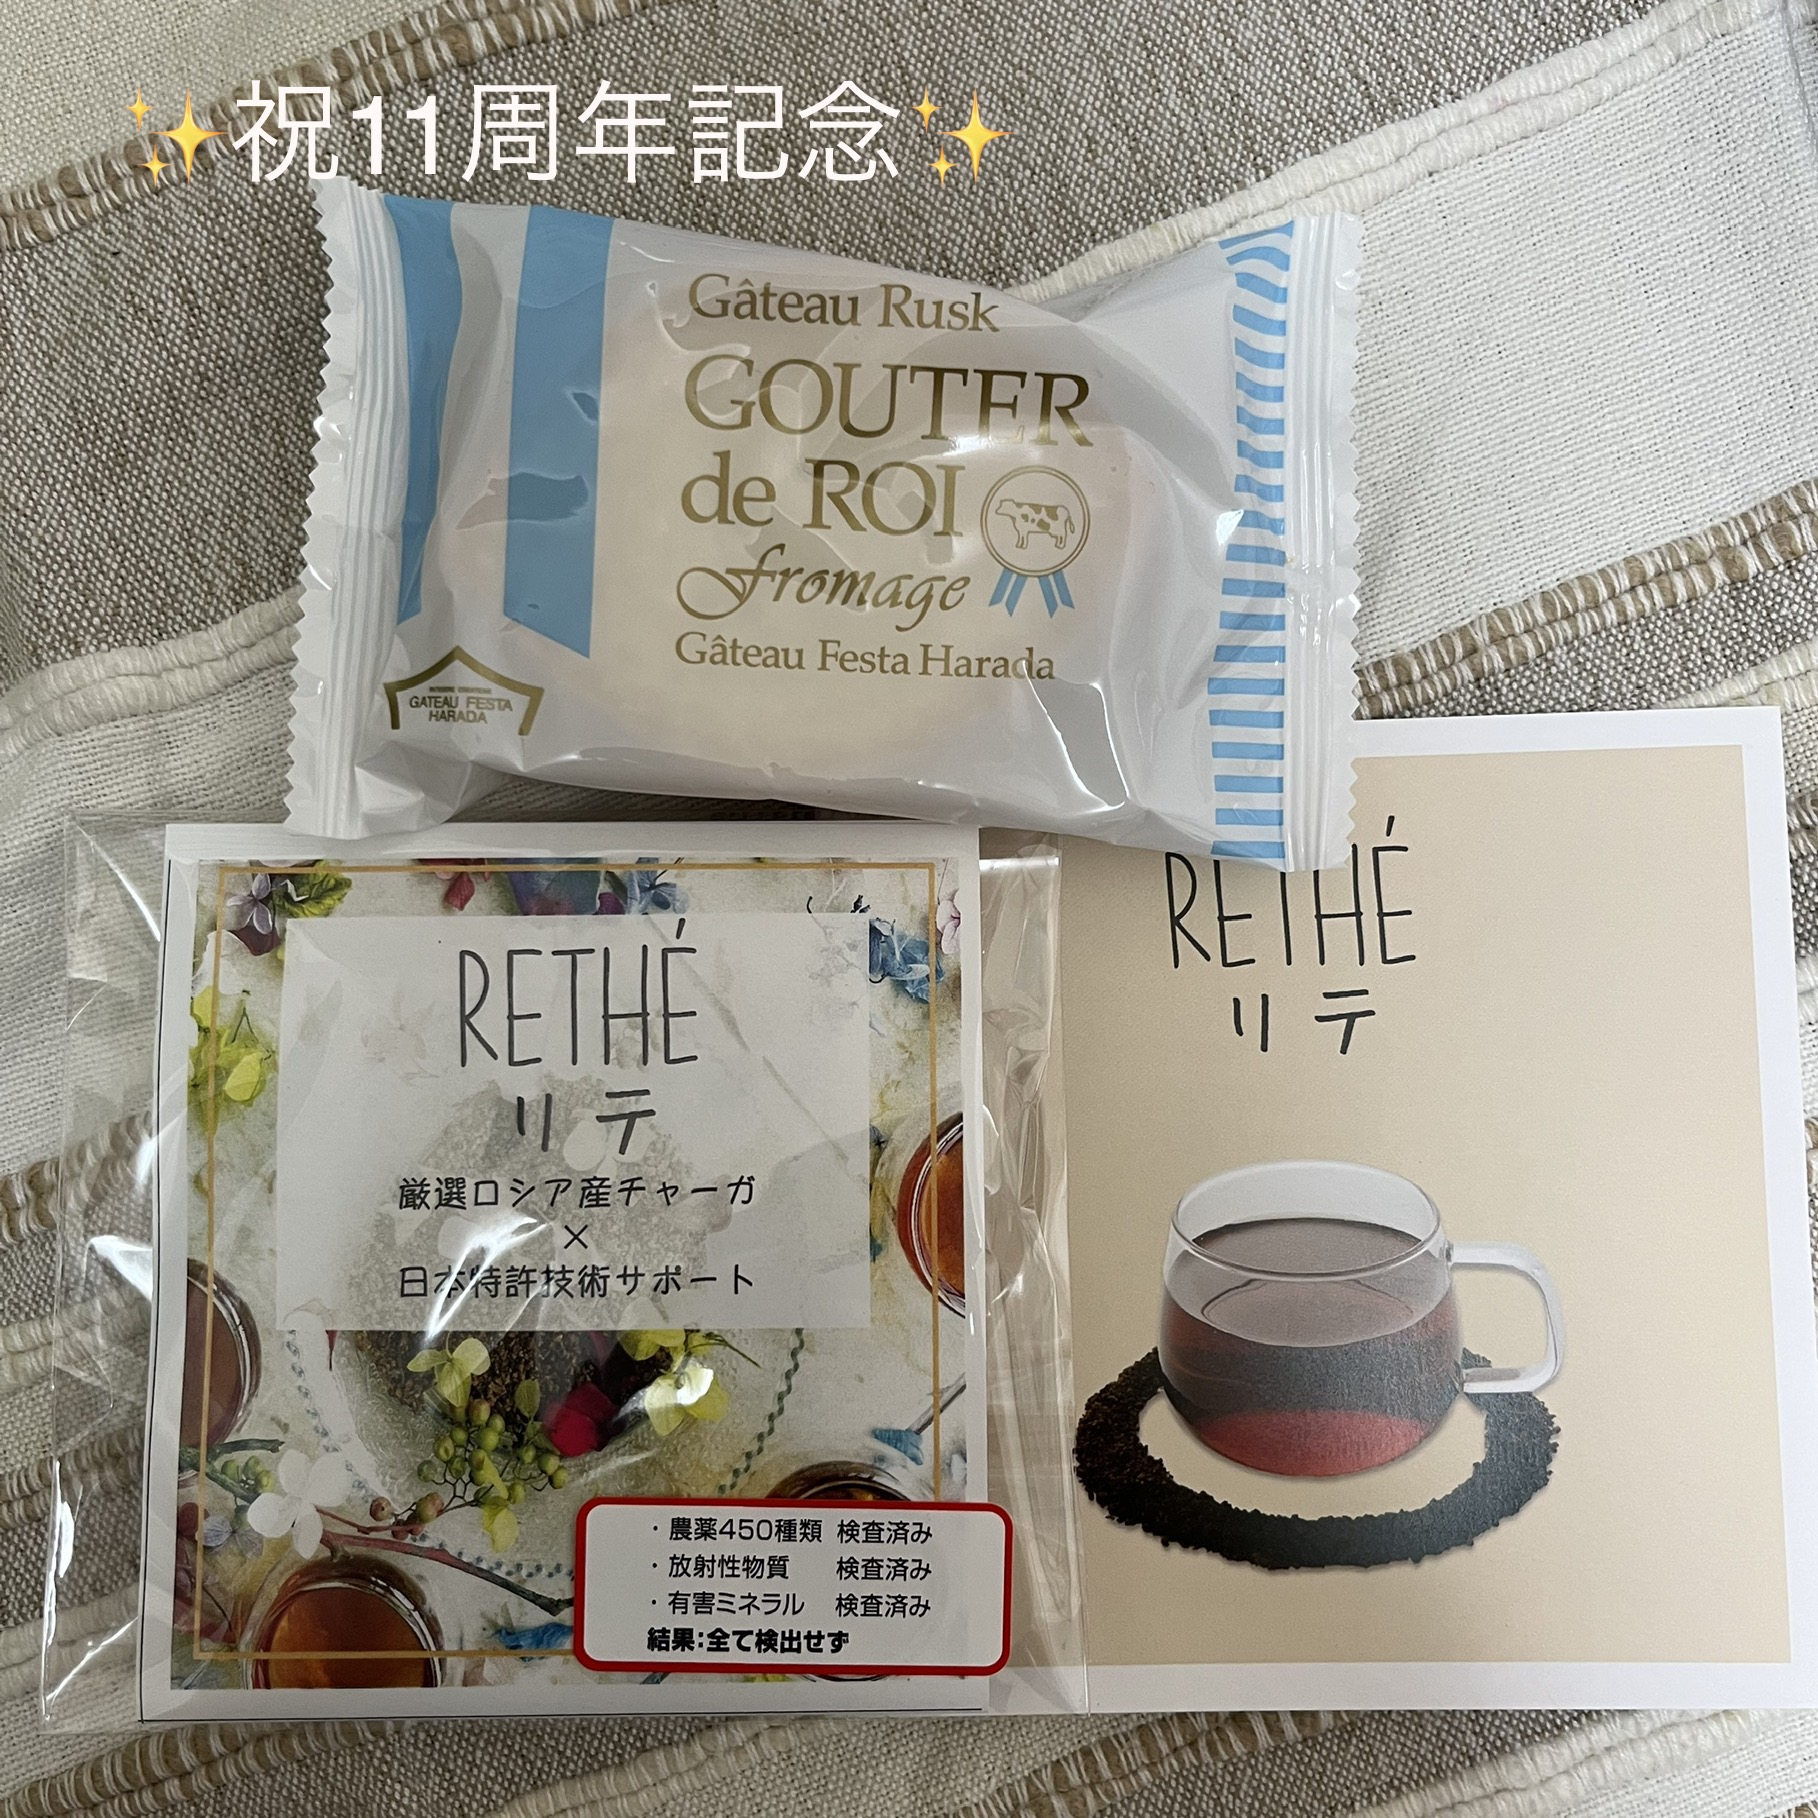 ✨祝11周年記念✨
Gâteau Rusk
GOUTER
de ROI
fromage
Gâteau Festa Harada
GATEAU FESTA
HARADA
RETHÉ
リテ
厳選ロシア産チャーガ
×
日本特許技術サポート
・農薬450種類 検査済み
・放射性物質 検査済み
・有害ミネラル 検査済み
結果:全て検出せず
RETHÉ
リテ